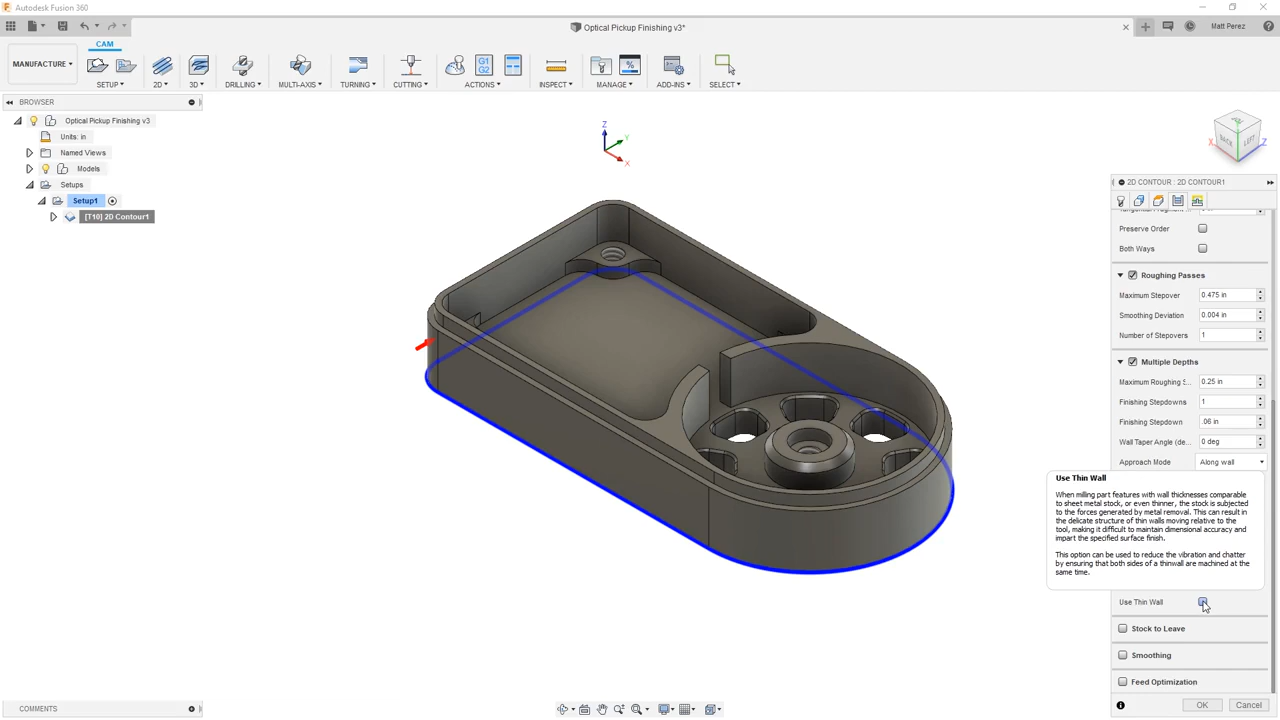 Autodesk Fusion 360
Optical Pickup Finishing v3*
Matt Perez
CAM
MANUFACTURE
SETUP
2D
3D
DRILLING
MULTI-AXIS
TURNING
CUTTING
G1
G2
ACTIONS
INSPECT
MANAGE
ADD-INS
SELECT
BROWSER
Optical Pickup Finishing v3
Units: in
Named Views
Models
Setups
Setup1
[T10] 2D Contour1
Z
Y
X
LEFT
X
Z
2D CONTOUR : 2D CONTOUR1
Preserve Order
Both Ways
Roughing Passes
Maximum Stepover 0.475 in
Smoothing Deviation 0.004 in
Number of Stepovers 1
Multiple Depths
Maximum Roughing S... 0.25 in
Finishing Stepdowns 1
Finishing Stepdown .06 in
Wall Taper Angle (de... 0 deg
Approach Mode Along wall
Use Thin Wall
When milling part features with wall thicknesses comparable
to sheet metal stock, or even thinner, the stock is subjected
to the forces generated by metal removal. This can result in
the delicate structure of thin walls moving relative to the
tool, making it difficult to maintain dimensional accuracy and
impart the specified surface finish.
This option can be used to reduce the vibration and chatter
by ensuring that both sides of a thinwall are machined at the
same time.
Use Thin Wall
Stock to Leave
Smoothing
Feed Optimization
OK Cancel
COMMENTS